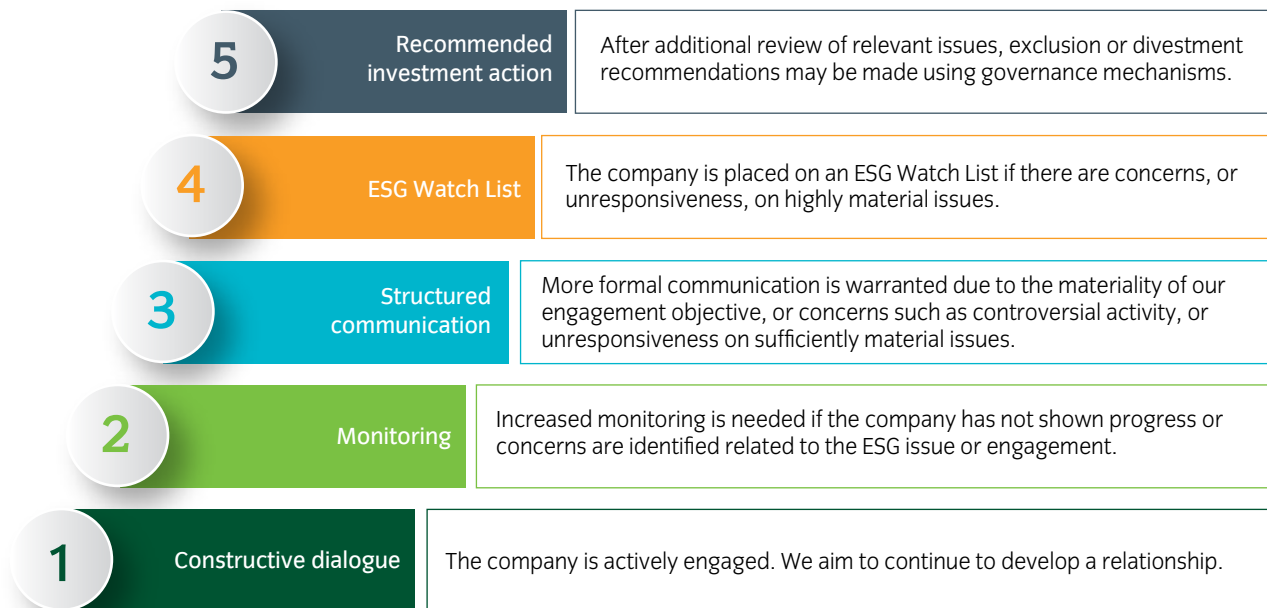 5
Recommended
investment action
After additional review of relevant issues, exclusion or divestment
recommendations may be made using governance mechanisms.
4
ESG Watch List
The company is placed on an ESG Watch List if there are concerns, or
unresponsiveness, on highly material issues.
3
Structured
communication
More formal communication is warranted due to the materiality of our
engagement objective, or concerns such as controversial activity, or
unresponsiveness on sufficiently material issues.
2
Monitoring
Increased monitoring is needed if the company has not shown progress or
concerns are identified related to the ESG issue or engagement.
1
Constructive dialogue
The company is actively engaged. We aim to continue to develop a relationship.